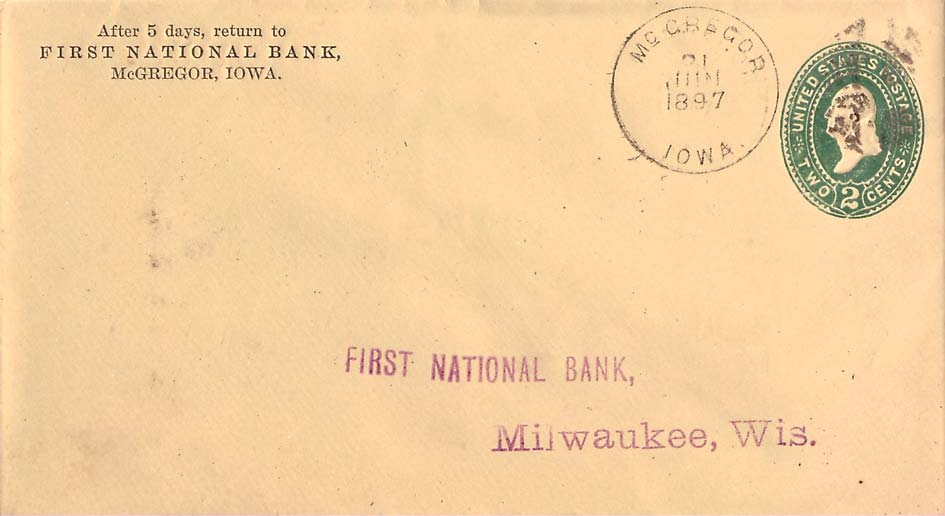 After 5 days, return to
FIRST NATIONAL BANK,
McGREGOR, IOWA.
McGREGOR
21
JUN
1897
IOWA.
UNITED STATES POSTAGE
TWO 2 CENTS
FIRST NATIONAL BANK,
Milwaukee, Wis.